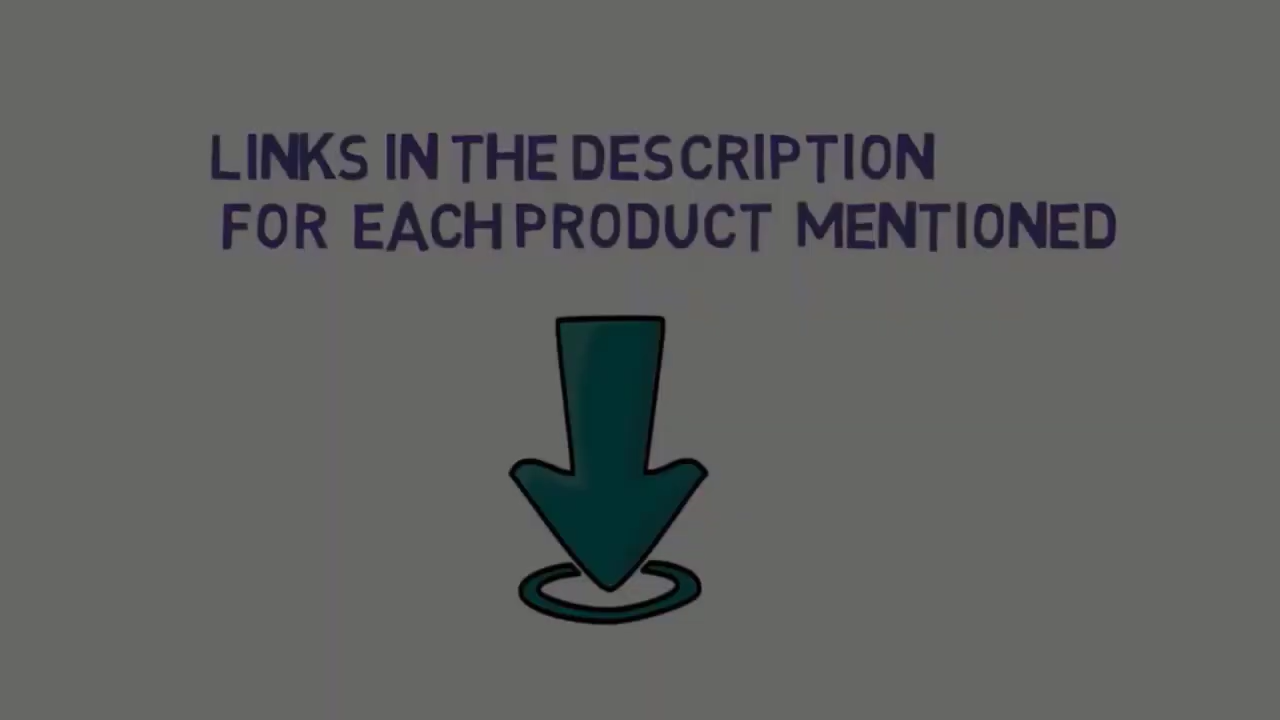 LINKS IN THE DESCRIPTION
FOR EACH PRODUCT MENTIONED